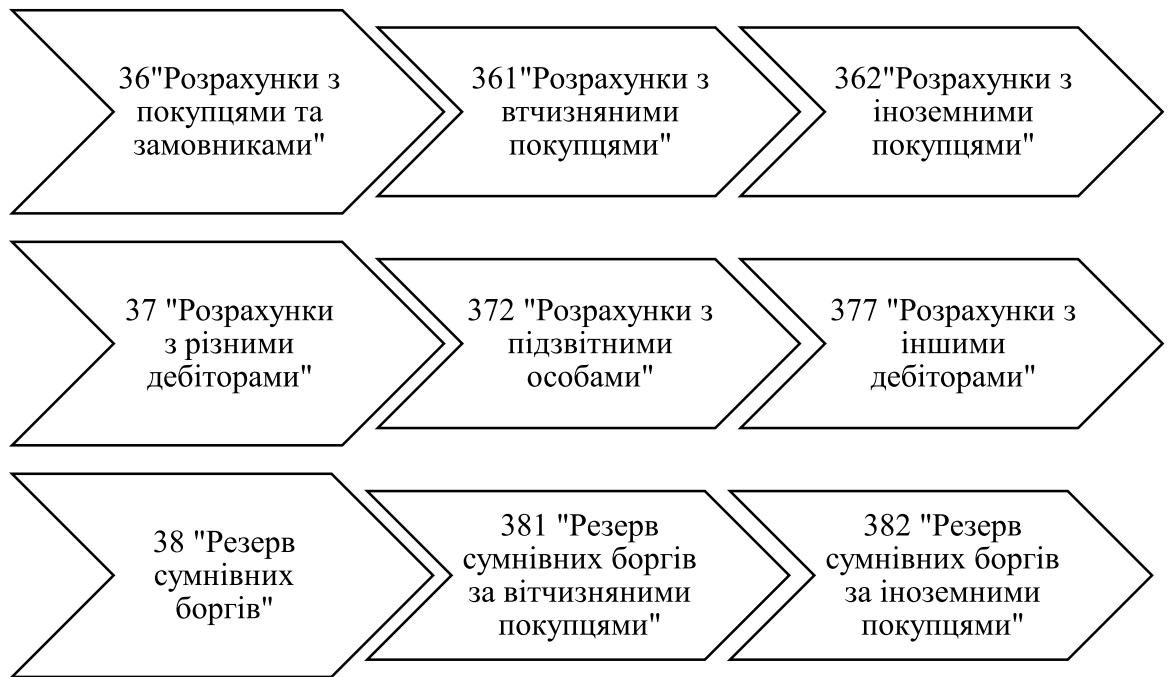 36"Розрахунки з
покупцями та
замовниками"
361"Розрахунки з
втчизняними
покупцями"
362"Розрахунки з
іноземними
покупцями"
37 "Розрахунки
з різними
дебіторами"
372 "Розрахунки з
підзвітними
особами"
377 "Розрахунки з
іншими
дебіторами"
38 "Резерв
сумнівних
боргів"
381 "Резерв
сумнівних боргів
за вітчизняними
покупцями"
382 "Резерв
сумнівних боргів
за іноземними
покупцями"